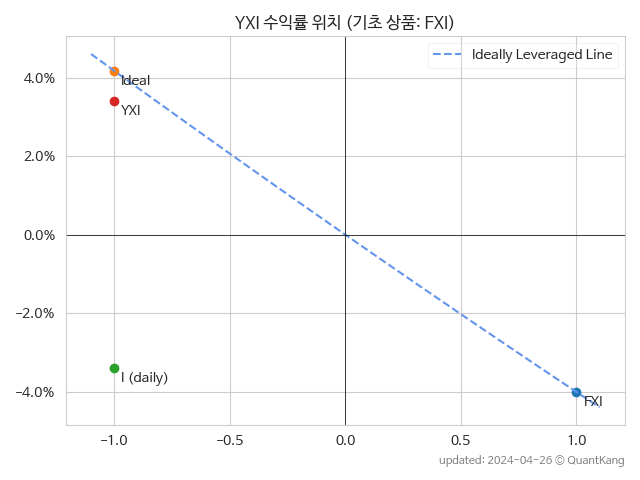 YXI 수익률 위치 (기초 상품: FXI)
Ideally Leveraged Line
4.0%
2.0%
0.0%
−2.0%
−4.0%
Ideal
YXI
I (daily)
FXI
−1.0 −0.5 0.0 0.5 1.0
updated: 2024-04-26 © QuantKang